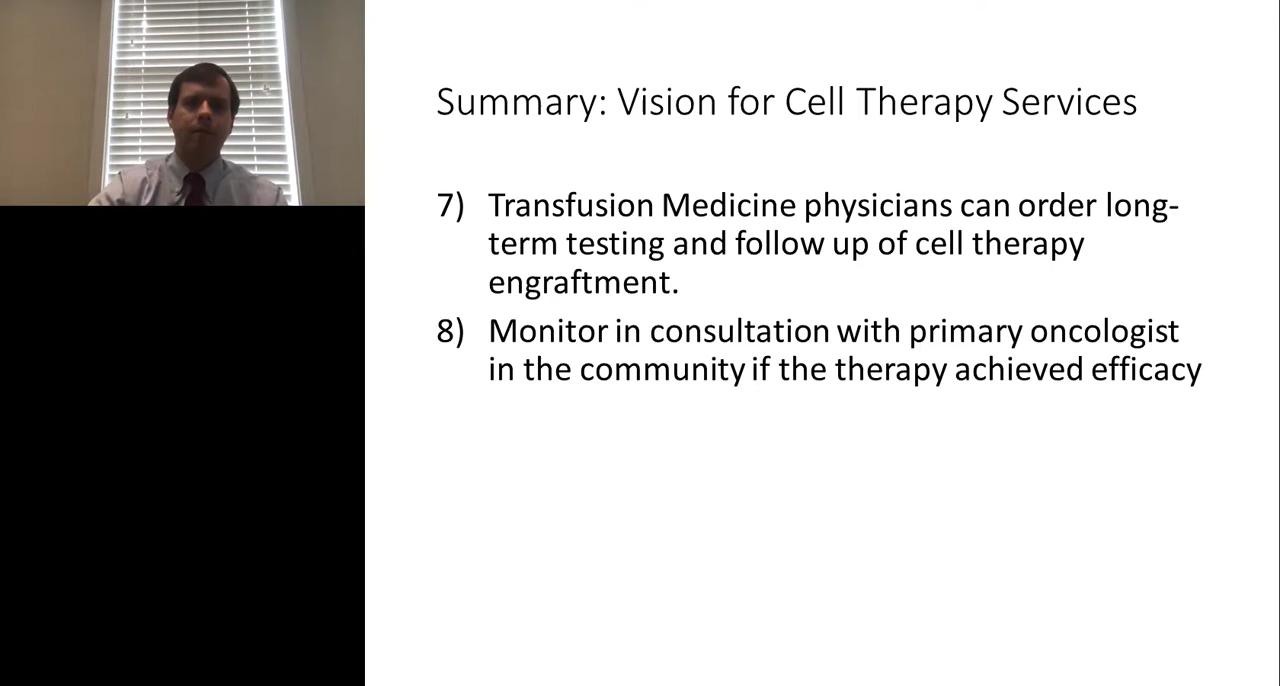 Summary: Vision for Cell Therapy Services
7) Transfusion Medicine physicians can order long-
term testing and follow up of cell therapy
engraftment.
8) Monitor in consultation with primary oncologist
in the community if the therapy achieved efficacy